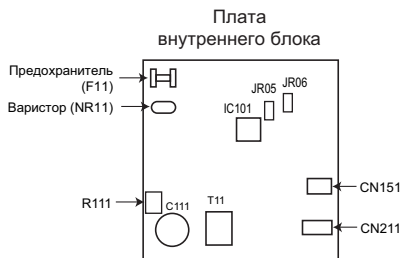 Плата
внутреннего блока
Предохранитель
(F11)
Варистор (NR11)
JR05
JR06
IC101
R111
C111
T11
CN151
CN211